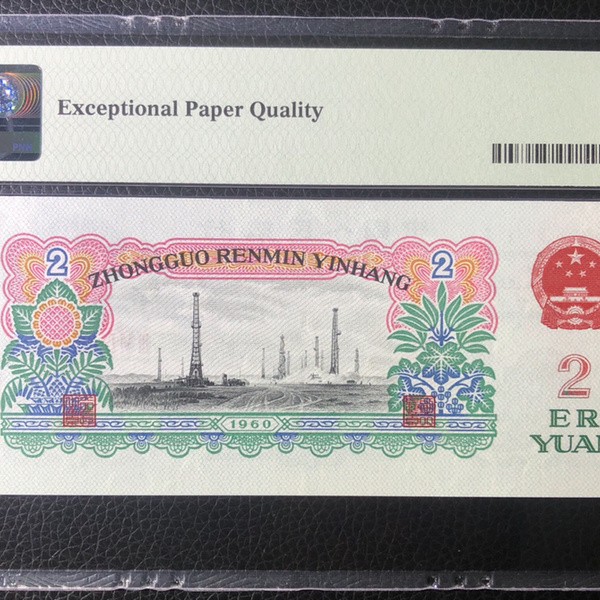 Exceptional Paper Quality
2
2
ZHONGGUO RENMIN YINHANG
1960
2
ER
YUAN